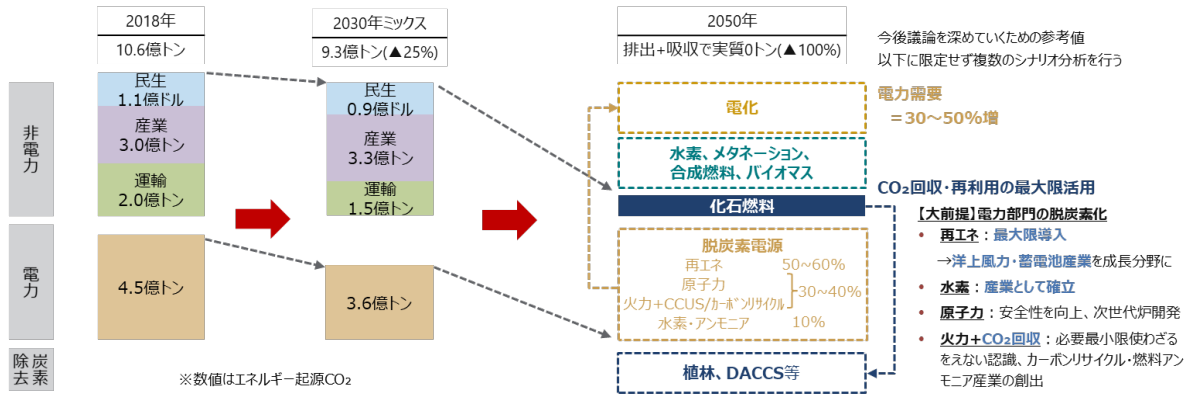 2018年
10.6億トン
2030年ミックス
9.3億トン(▲25%)
2050年
排出+吸収で実質0トン(▲100%)
今後議論を深めていくための参考値
以下に限定せず複数のシナリオ分析を行う
非電力
民生
1.1億ドル
産業
3.0億トン
運輸
2.0億トン
民生
0.9億ドル
産業
3.3億トン
運輸
1.5億トン
電化
水素、メタネーション、
合成燃料、バイオマス
化石燃料
電力需要
=30~50%増
CO₂回収・再利用の最大限活用
電力
4.5億トン
3.6億トン
脱炭素電源
再エネ 50~60%
原子力
火力+CCUS/カーボンリサイクル
30~40%
水素・アンモニア 10%
【大前提】電力部門の脱炭素化
• 再エネ：最大限導入
→洋上風力・蓄電池産業を成長分野に
• 水素：産業として確立
• 原子力：安全性を向上、次世代炉開発
• 火力+CO₂回収：必要最小限使わざる
をえない認識、カーボンリサイクル・燃料アン
モニア産業の創出
炭素除去
植林、DACCS等
※数値はエネルギー起源CO₂